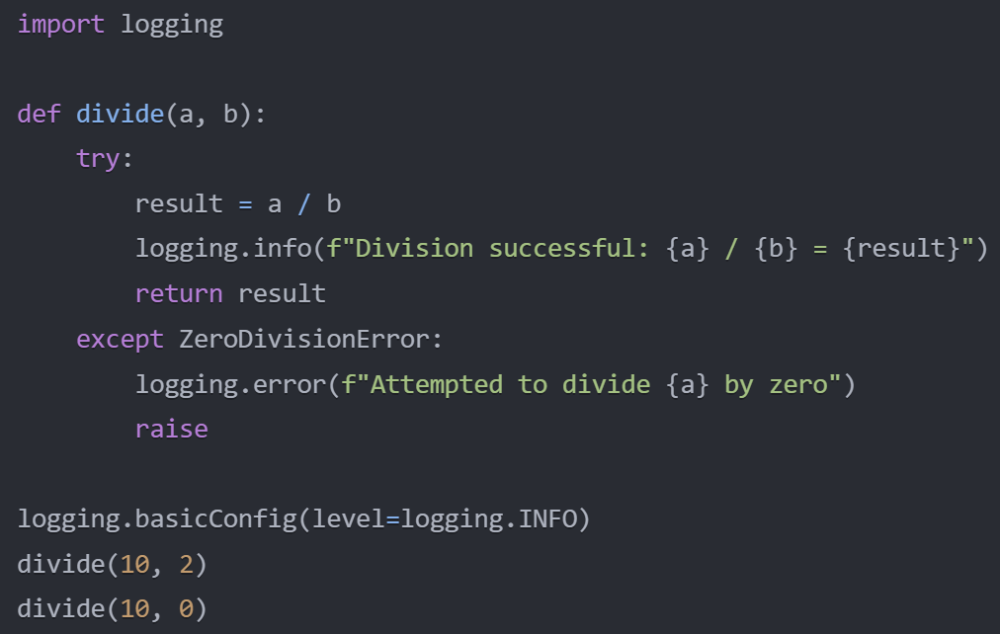 import logging

def divide(a, b):
    try:
        result = a / b
        logging.info(f"Division successful: {a} / {b} = {result}")
        return result
    except ZeroDivisionError:
        logging.error(f"Attempted to divide {a} by zero")
        raise

logging.basicConfig(level=logging.INFO)
divide(10, 2)
divide(10, 0)